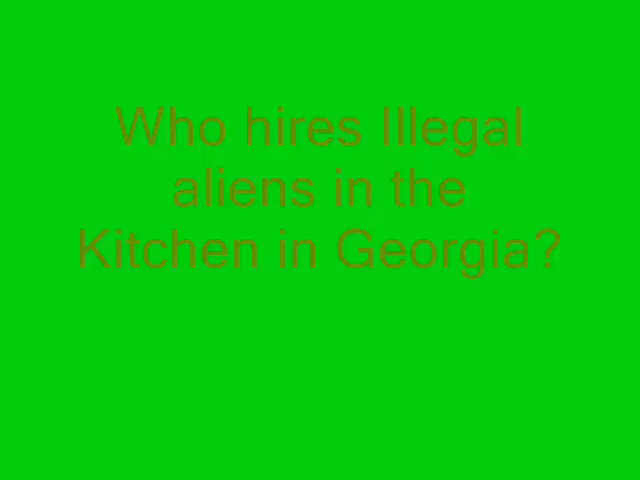 Who hires Illegal
aliens in the
Kitchen in Georgia?